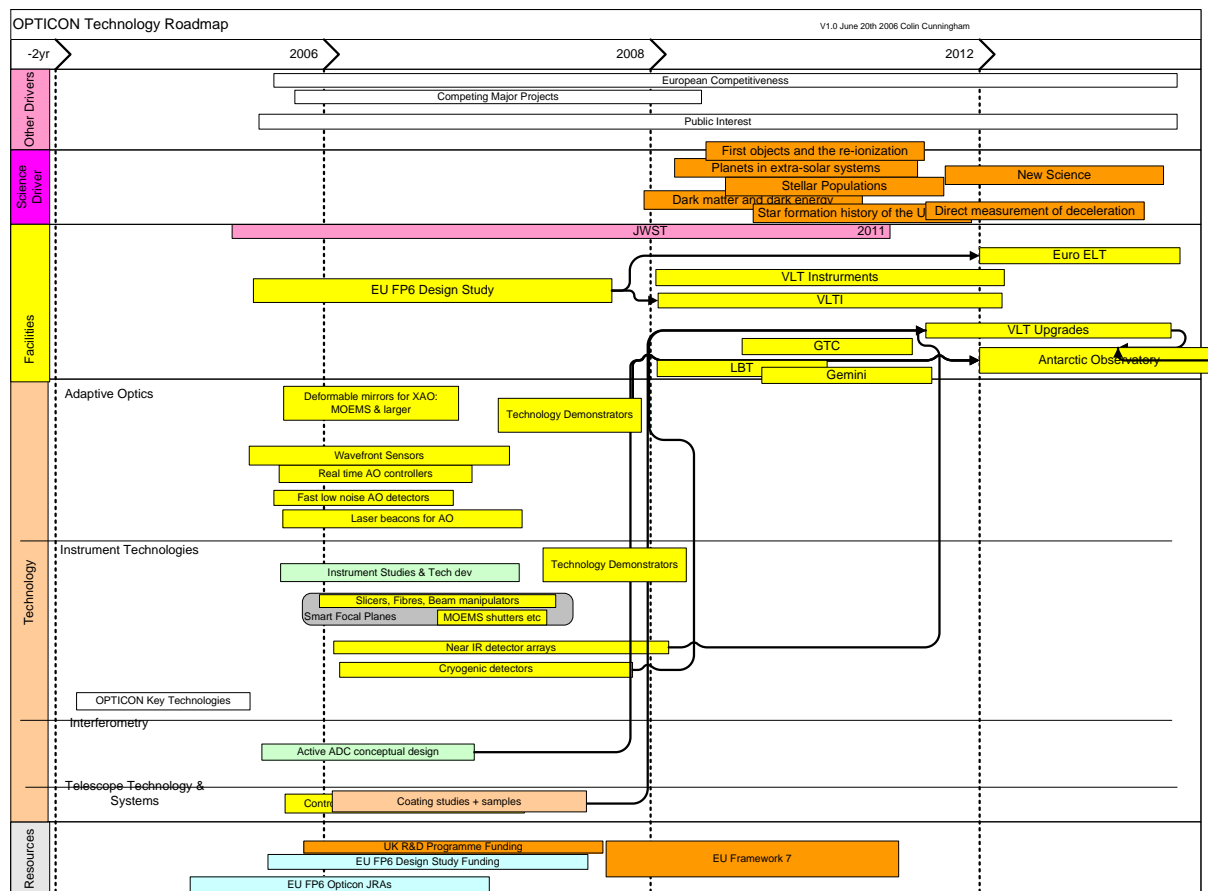 OPTICON Technology Roadmap
V1.0 June 20th 2006 Colin Cunningham
-2yr
2006
2008
2012
Other Drivers
European Competitiveness
Competing Major Projects
Public Interest
Science
Driver
First objects and the re-ionization
Planets in extra-solar systems
New Science
Stellar Populations
Dark matter and dark energy
Star formation history of the U
Direct measurement of deceleration
Facilities
JWST
2011
Euro ELT
VLT Instrurments
EU FP6 Design Study
VLTI
VLT Upgrades
GTC
Antarctic Observatory
LBT
Gemini
Technology
Adaptive Optics
Deformable mirrors for XAO:
MOEMS & larger
Technology Demonstrators
Wavefront Sensors
Real time AO controllers
Fast low noise AO detectors
Laser beacons for AO
Instrument Technologies
Technology Demonstrators
Instrument Studies & Tech dev
Slicers, Fibres, Beam manipulators
Smart Focal Planes
MOEMS shutters etc
Near IR detector arrays
Cryogenic detectors
OPTICON Key Technologies
Interferometry
Active ADC conceptual design
Telescope Technology &
Systems
Contro
Coating studies + samples
Resources
UK R&D Programme Funding
EU FP6 Design Study Funding
EU Framework 7
EU FP6 Opticon JRAs